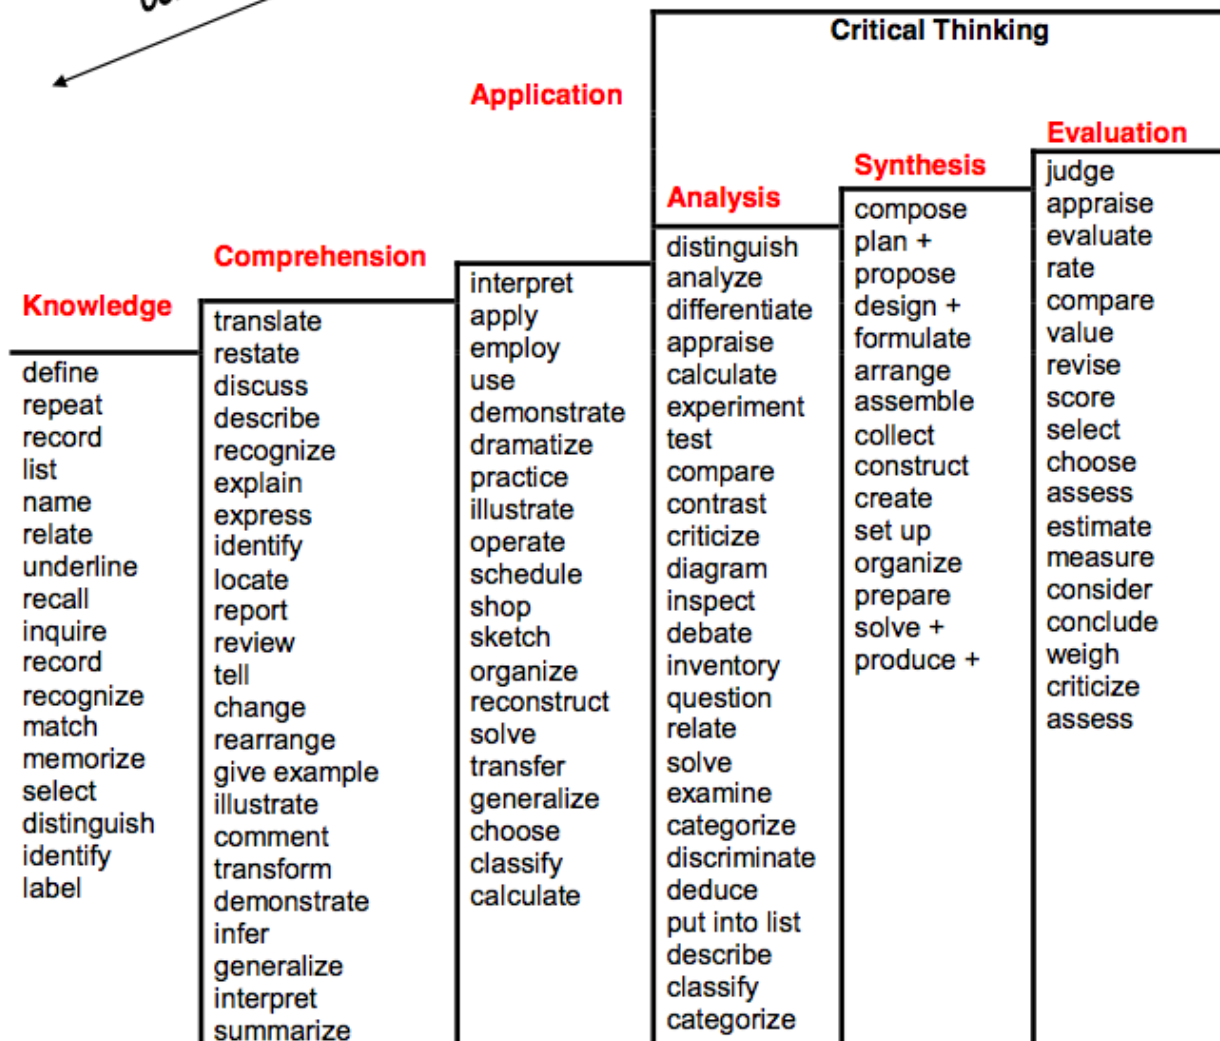 Critical Thinking
Application
Evaluation
Synthesis
Analysis
Comprehension
Knowledge
define
repeat
record
list
name
relate
underline
recall
inquire
record
recognize
match
memorize
select
distinguish
identify
label
translate
restate
discuss
describe
recognize
explain
express
identify
locate
report
review
tell
change
rearrange
give example
illustrate
comment
transform
demonstrate
infer
generalize
interpret
summarize
interpret
apply
employ
use
demonstrate
dramatize
practice
illustrate
operate
schedule
shop
sketch
organize
reconstruct
solve
transfer
generalize
choose
classify
calculate
distinguish
analyze
differentiate
appraise
calculate
experiment
test
compare
contrast
criticize
diagram
inspect
debate
inventory
question
relate
solve
examine
categorize
discriminate
deduce
put into list
describe
classify
categorize
compose
plan +
propose
design +
formulate
arrange
assemble
collect
construct
create
set up
organize
prepare
solve +
produce +
judge
appraise
evaluate
rate
compare
value
revise
score
select
choose
assess
estimate
measure
consider
conclude
weigh
criticize
assess